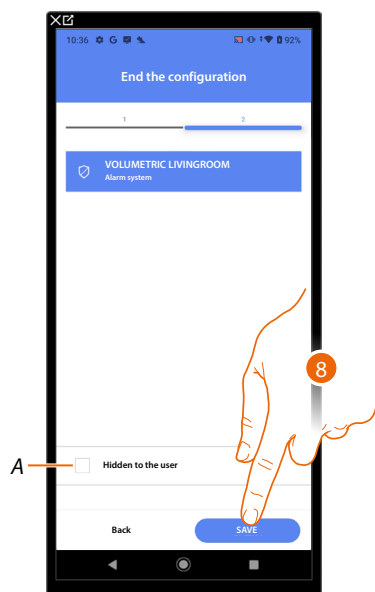 10:36 G 92%
End the configuration
1 2
VOLUMETRIC LIVINGROOM
Alarm system
8
A
Hidden to the user
Back SAVE